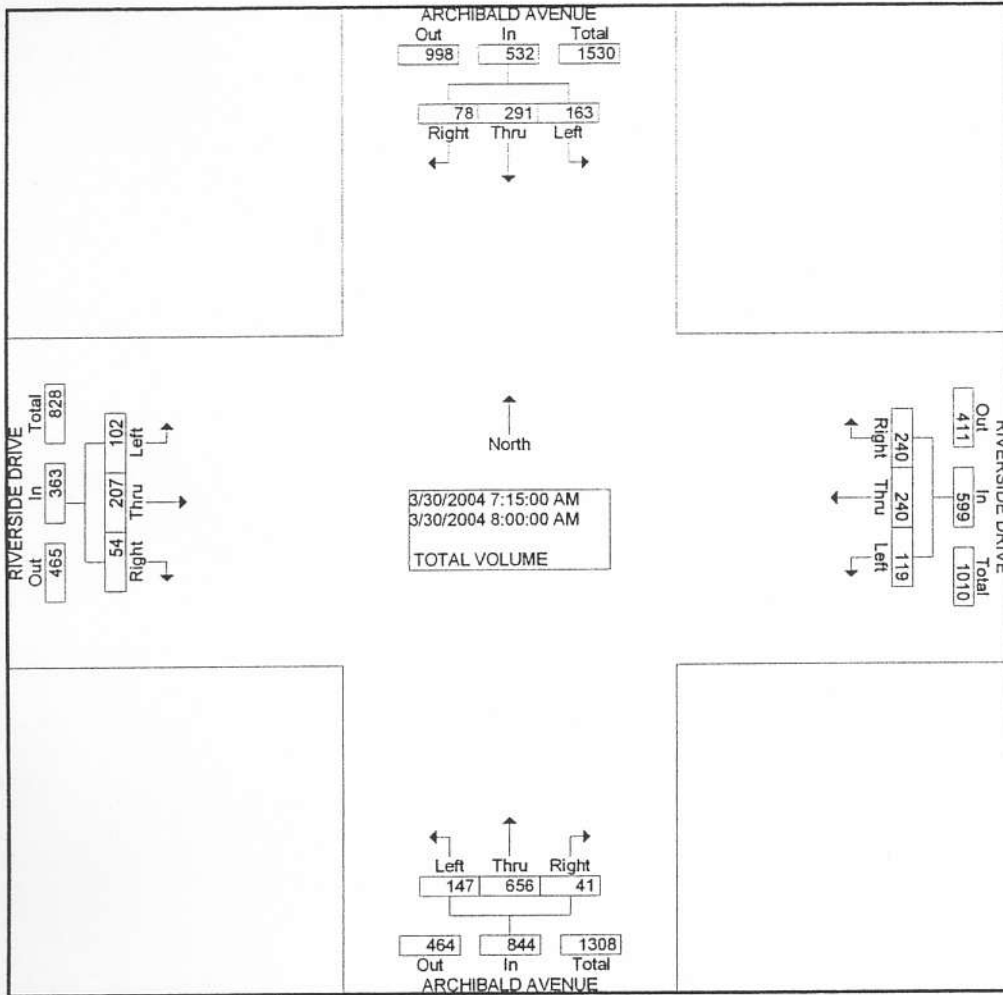 ARCHIBALD AVENUE
Out In Total
998 532 1530
78 291 163
Right Thru Left
RIVERSIDE DRIVE
Total In Out
828 363 465
102 207 54
Left Thru Right
North
3/30/2004 7:15:00 AM
3/30/2004 8:00:00 AM
TOTAL VOLUME
Right Thru Left
240 240 119
411 599 1010
Out In Total
RIVERSIDE DRIVE
Left Thru Right
147 656 41
464 844 1308
Out In Total
ARCHIBALD AVENUE